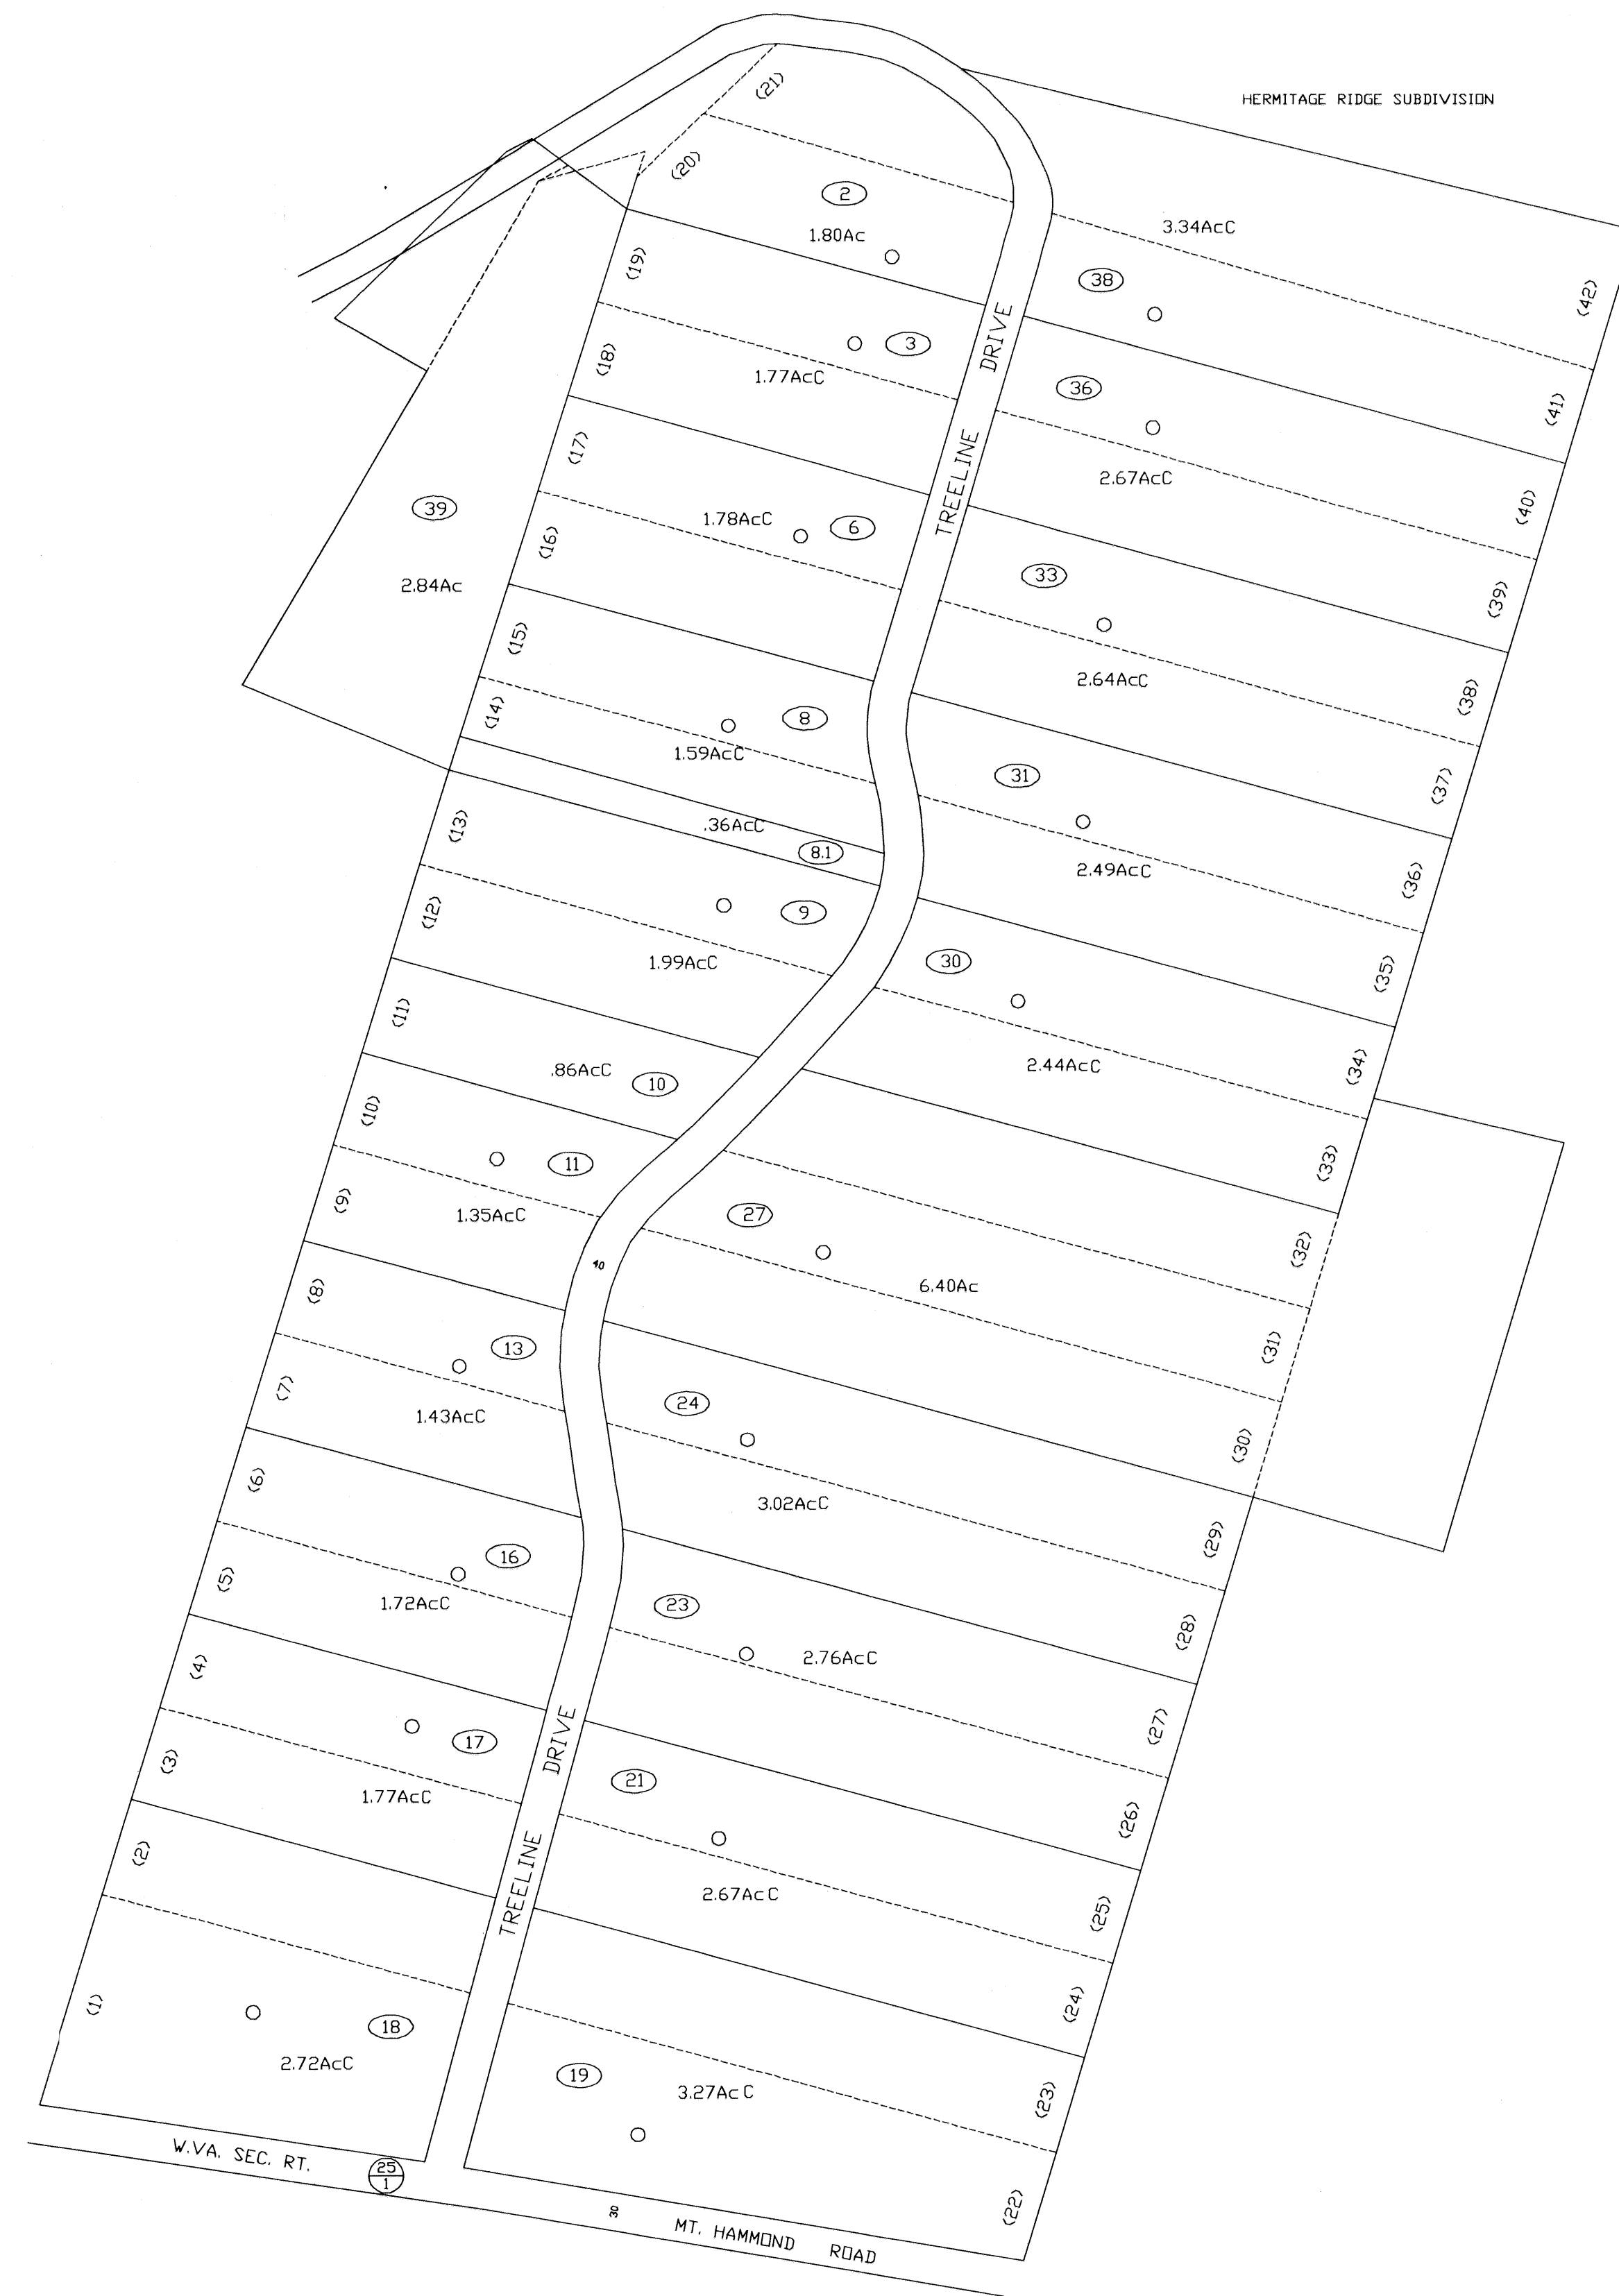 HERMITAGE RIDGE SUBDIVISION
(21)
(20)
2
1.80Ac
3.34AcC
38
(42)
(19)
3
1.77AcC
DRIVE
TREELINE
36
2.67AcC
(41)
(18)
(17)
39
2.84Ac
1.78AcC
6
(40)
(16)
33
2.64AcC
(39)
(15)
(14)
8
1.59AcC
(38)
31
2.49AcC
(37)
(13)
.36AcC
8.1
(36)
(12)
9
1.99AcC
30
2.44AcC
(35)
(11)
.86AcC
10
(34)
(10)
11
1.35AcC
(33)
(9)
27
6.40Ac
(32)
40
(8)
13
1.43AcC
(31)
(7)
24
3.02AcC
(30)
(6)
16
1.72AcC
(29)
(5)
23
2.76AcC
(28)
(4)
17
1.77AcC
DRIVE
TREELINE
(27)
(3)
21
2.67AcC
(26)
(2)
(25)
(1)
18
2.72AcC
(24)
19
3.27AcC
(23)
(22)
W.VA. SEC. RT.
25
1
30
MT. HAMMOND ROAD